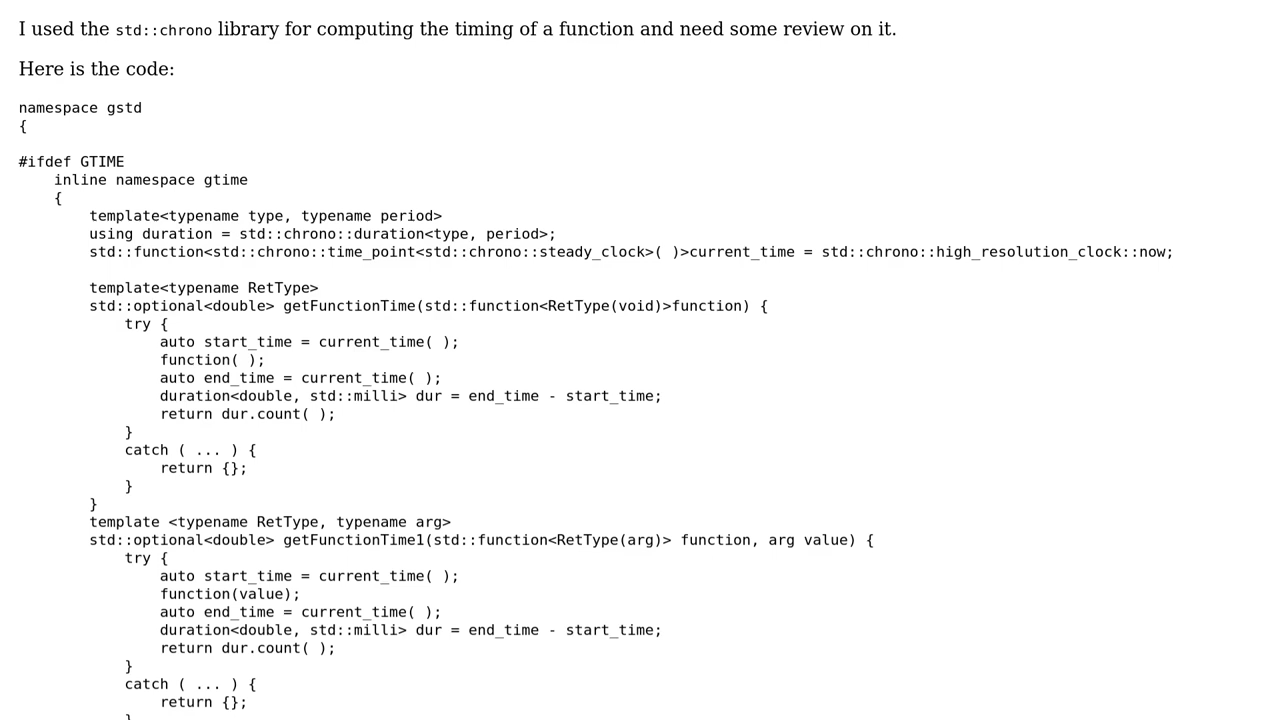 I used the std::chrono library for computing the timing of a function and need some review on it.
Here is the code:
namespace gstd
{
#ifdef GTIME
    inline namespace gtime
    {
        template<typename type, typename period>
        using duration = std::chrono::duration<type, period>;
        std::function<std::chrono::time_point<std::chrono::steady_clock>( )>current_time = std::chrono::high_resolution_clock::now;
        template<typename RetType>
        std::optional<double> getFunctionTime(std::function<RetType(void)>function) {
            try {
                auto start_time = current_time( );
                function( );
                auto end_time = current_time( );
                duration<double, std::milli> dur = end_time - start_time;
                return dur.count( );
            }
            catch ( ... ) {
                return {};
            }
        }
        template <typename RetType, typename arg>
        std::optional<double> getFunctionTime1(std::function<RetType(arg)> function, arg value) {
            try {
                auto start_time = current_time( );
                function(value);
                auto end_time = current_time( );
                duration<double, std::milli> dur = end_time - start_time;
                return dur.count( );
            }
            catch ( ... ) {
                return {};
            }